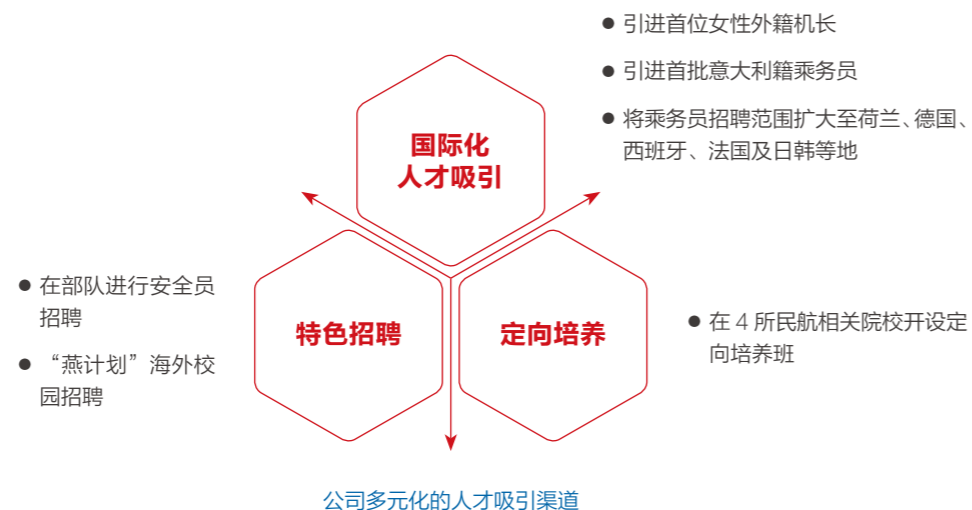 ● 引进首位女性外籍机长
● 引进首批意大利籍乘务员
● 将乘务员招聘范围扩大至荷兰、德国、
西班牙、法国及日韩等地
国际化
人才吸引
● 在部队进行安全员
招聘
● “燕计划”海外校
园招聘
特色招聘
定向培养
● 在 4 所民航相关院校开设定
向培养班
公司多元化的人才吸引渠道